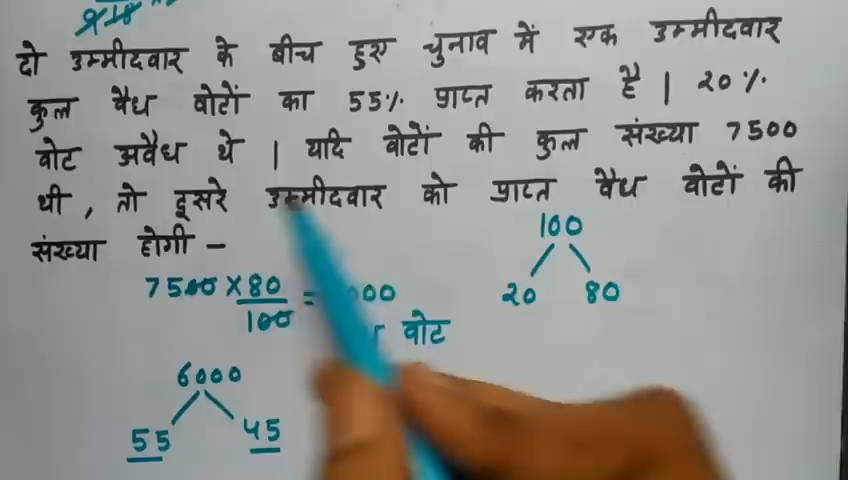 दो उम्मीदवार के बीच हुए चुनाव में एक उम्मीदवार
कुल वैध वोटों का 55% प्राप्त करता है | 20%
वोट अवैध थे | यदि वोटों की कुल संख्या 7500
थी, तो दूसरे उम्मीदवार को प्राप्त वैध वोटों की
संख्या होगी -
100
20 80
7500 × 80/100 = 000
वोट
6000
55 45